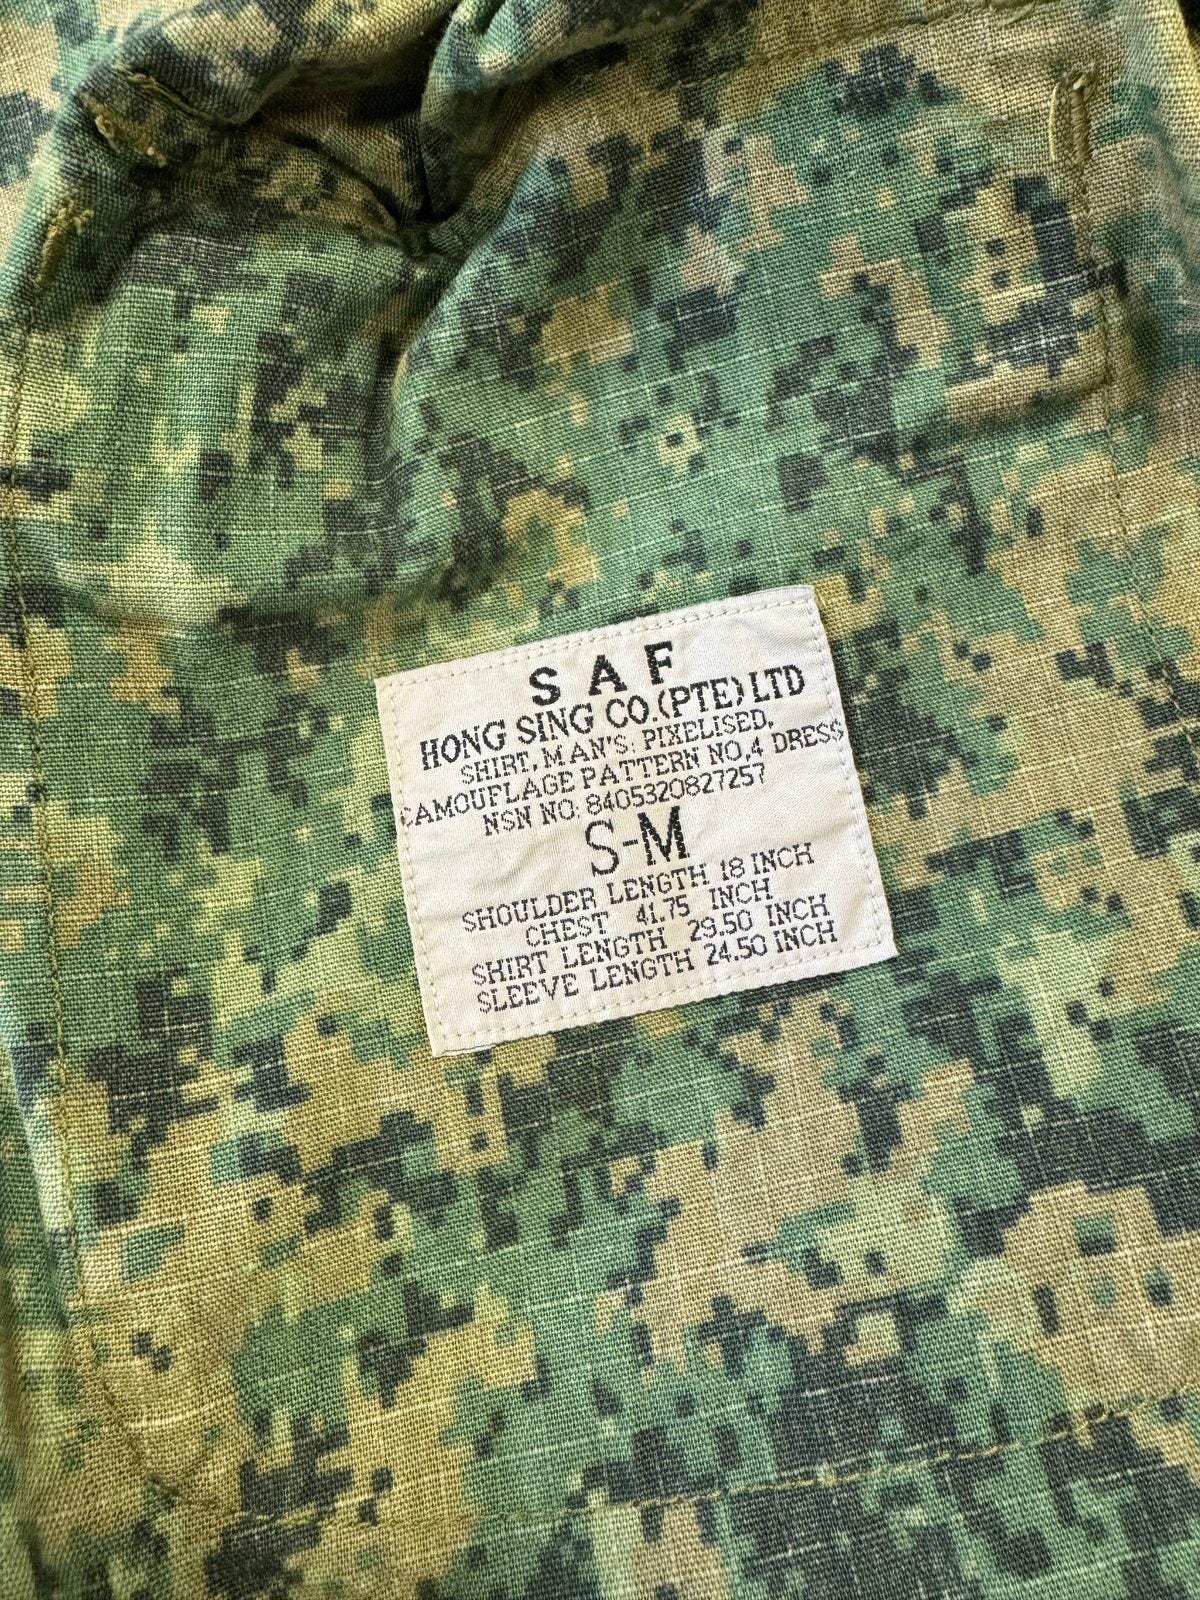 SAF
HONG SING CO.(PTE) LTD
SHIRT, MAN'S: PIXELISED,
CAMOUFLAGE PATTERN NO.4 DRESS
NSN NO: 8405320827257
S-M
SHOULDER LENGTH 18 INCH
CHEST 41.75 INCH
SHIRT LENGTH 29.50 INCH
SLEEVE LENGTH 24.50 INCH